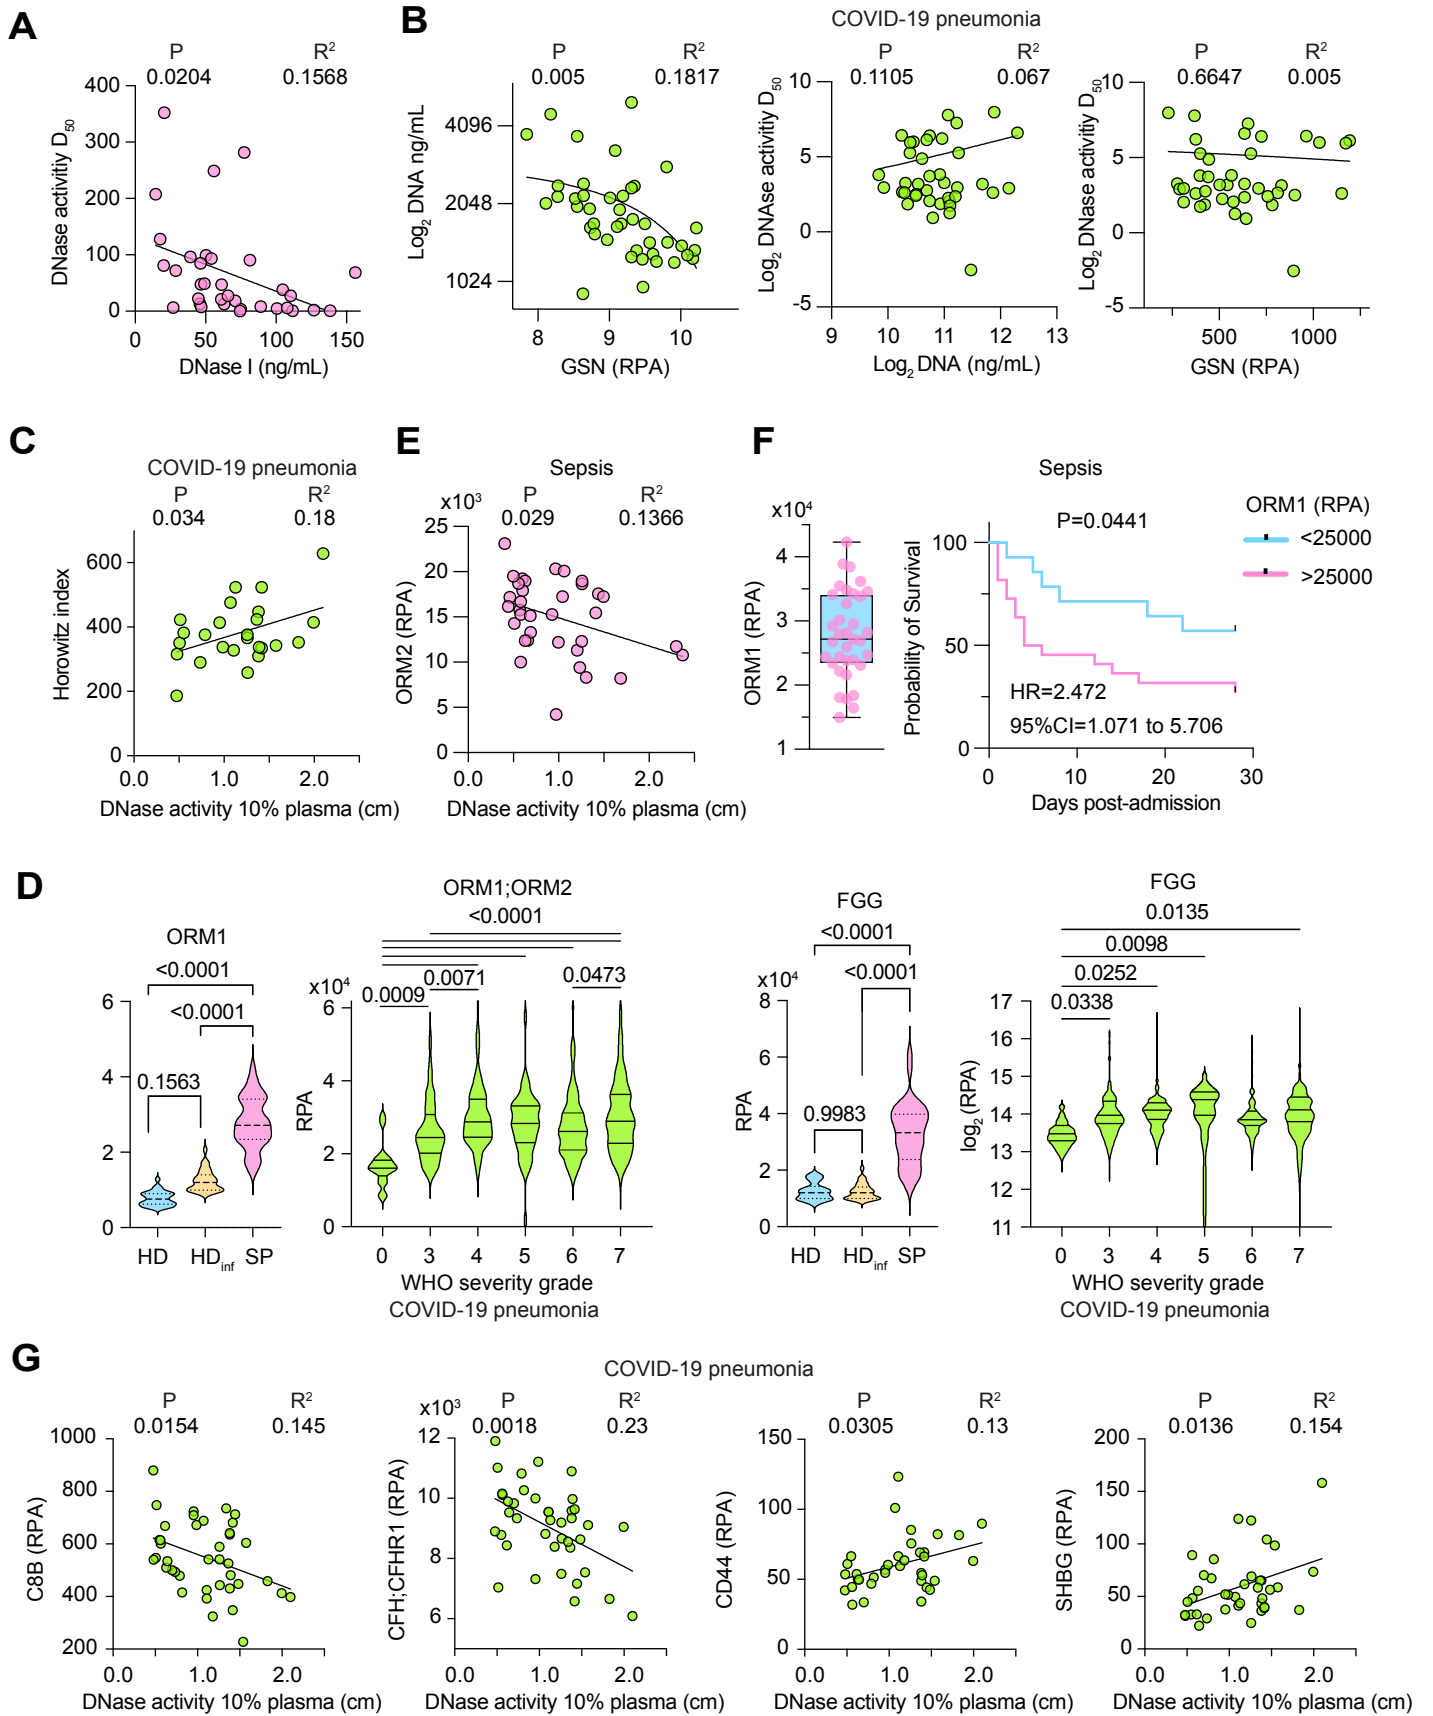 A
P R²
0.0204 0.1568
DNase activity D50
400
300
200
100
0
0 50 100 150
DNase I (ng/mL)
B
COVID-19 pneumonia
P R²
0.005 0.1817
Log2 DNA ng/mL
4096
2048
1024
8 9 10
GSN (RPA)
P R²
0.1105 0.067
Log2 DNAse activitiy D50
10
5
0
−5
9 10 11 12 13
Log2 DNA (ng/mL)
P R²
0.6647 0.005
Log2 DNase activitiy D50
10
5
0
−5
500 1000
GSN (RPA)
C
COVID-19 pneumonia
P R²
0.034 0.18
Horowitz index
600
400
200
0
0.0 1.0 2.0
DNase activity 10% plasma (cm)
E
Sepsis
x10³
P R²
0.029 0.1366
ORM2 (RPA)
25
20
15
10
5
0
0.0 1.0 2.0
DNase activity 10% plasma (cm)
F
Sepsis
x10⁴
ORM1 (RPA)
4
3
2
1
P=0.0441
Probability of Survival
100
50
0
HR=2.472
95%CI=1.071 to 5.706
0 10 20 30
Days post-admission
ORM1 (RPA)
<25000
>25000
D
ORM1
<0.0001
<0.0001
0.1563
6
4
2
0
HD HDinf SP
ORM1;ORM2
<0.0001
0.0071 0.0473
0.0009
x10⁴
RPA
6
4
2
0
0 3 4 5 6 7
WHO severity grade
COVID-19 pneumonia
FGG
<0.0001
<0.0001
0.9983
x10⁴
RPA
8
6
4
2
0
HD HDinf SP
FGG
0.0135
0.0098
0.0252
0.0338
log2 (RPA)
17
16
15
14
13
12
11
0 3 4 5 6 7
WHO severity grade
COVID-19 pneumonia
G
COVID-19 pneumonia
P R²
0.0154 0.145
C8B (RPA)
1000
800
600
400
200
0.0 1.0 2.0
DNase activity 10% plasma (cm)
x10³
P R²
0.0018 0.23
CFH;CFHR1 (RPA)
12
10
8
6
0.0 1.0 2.0
DNase activity 10% plasma (cm)
P R²
0.0305 0.13
CD44 (RPA)
150
100
50
0
0.0 1.0 2.0
DNase activity 10% plasma (cm)
P R²
0.0136 0.154
SHBG (RPA)
200
150
100
50
0
0.0 1.0 2.0
DNase activity 10% plasma (cm)